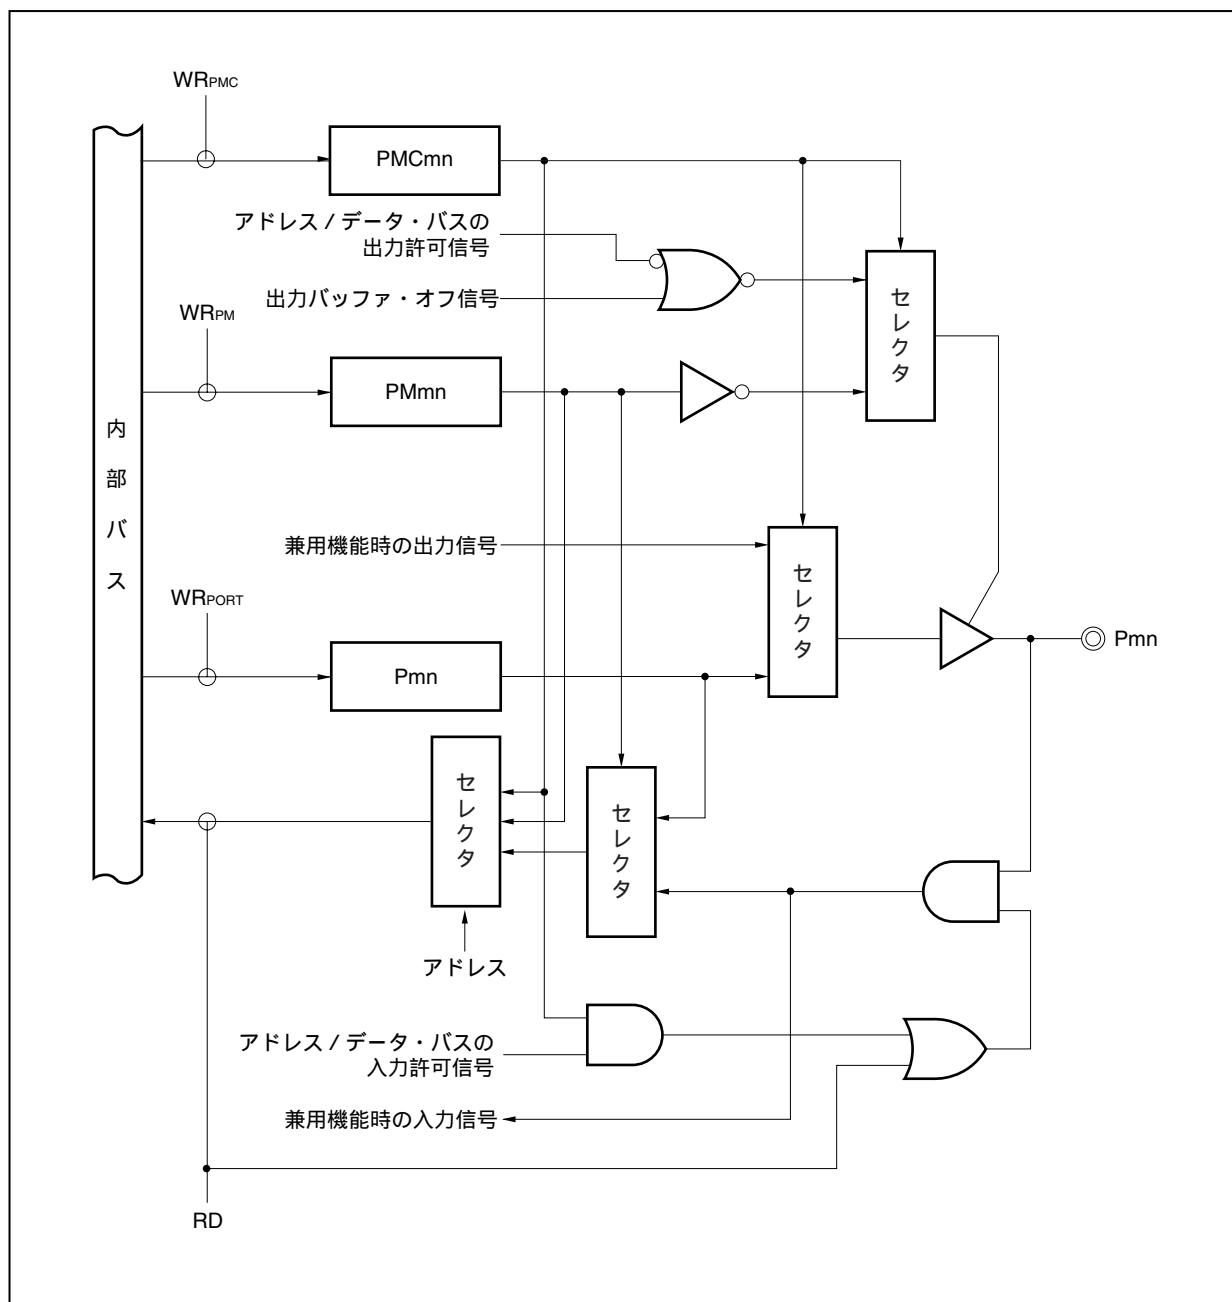 WRPMC
PMCmn
アドレス / データ・バスの
出力許可信号
セレクタ
出力バッファ・オフ信号
WRPM
PMmn
内部バス
兼用機能時の出力信号
セレクタ
WRPORT
Pmn
Pmn
セレクタ
セレクタ
アドレス
アドレス / データ・バスの
入力許可信号
兼用機能時の入力信号
RD